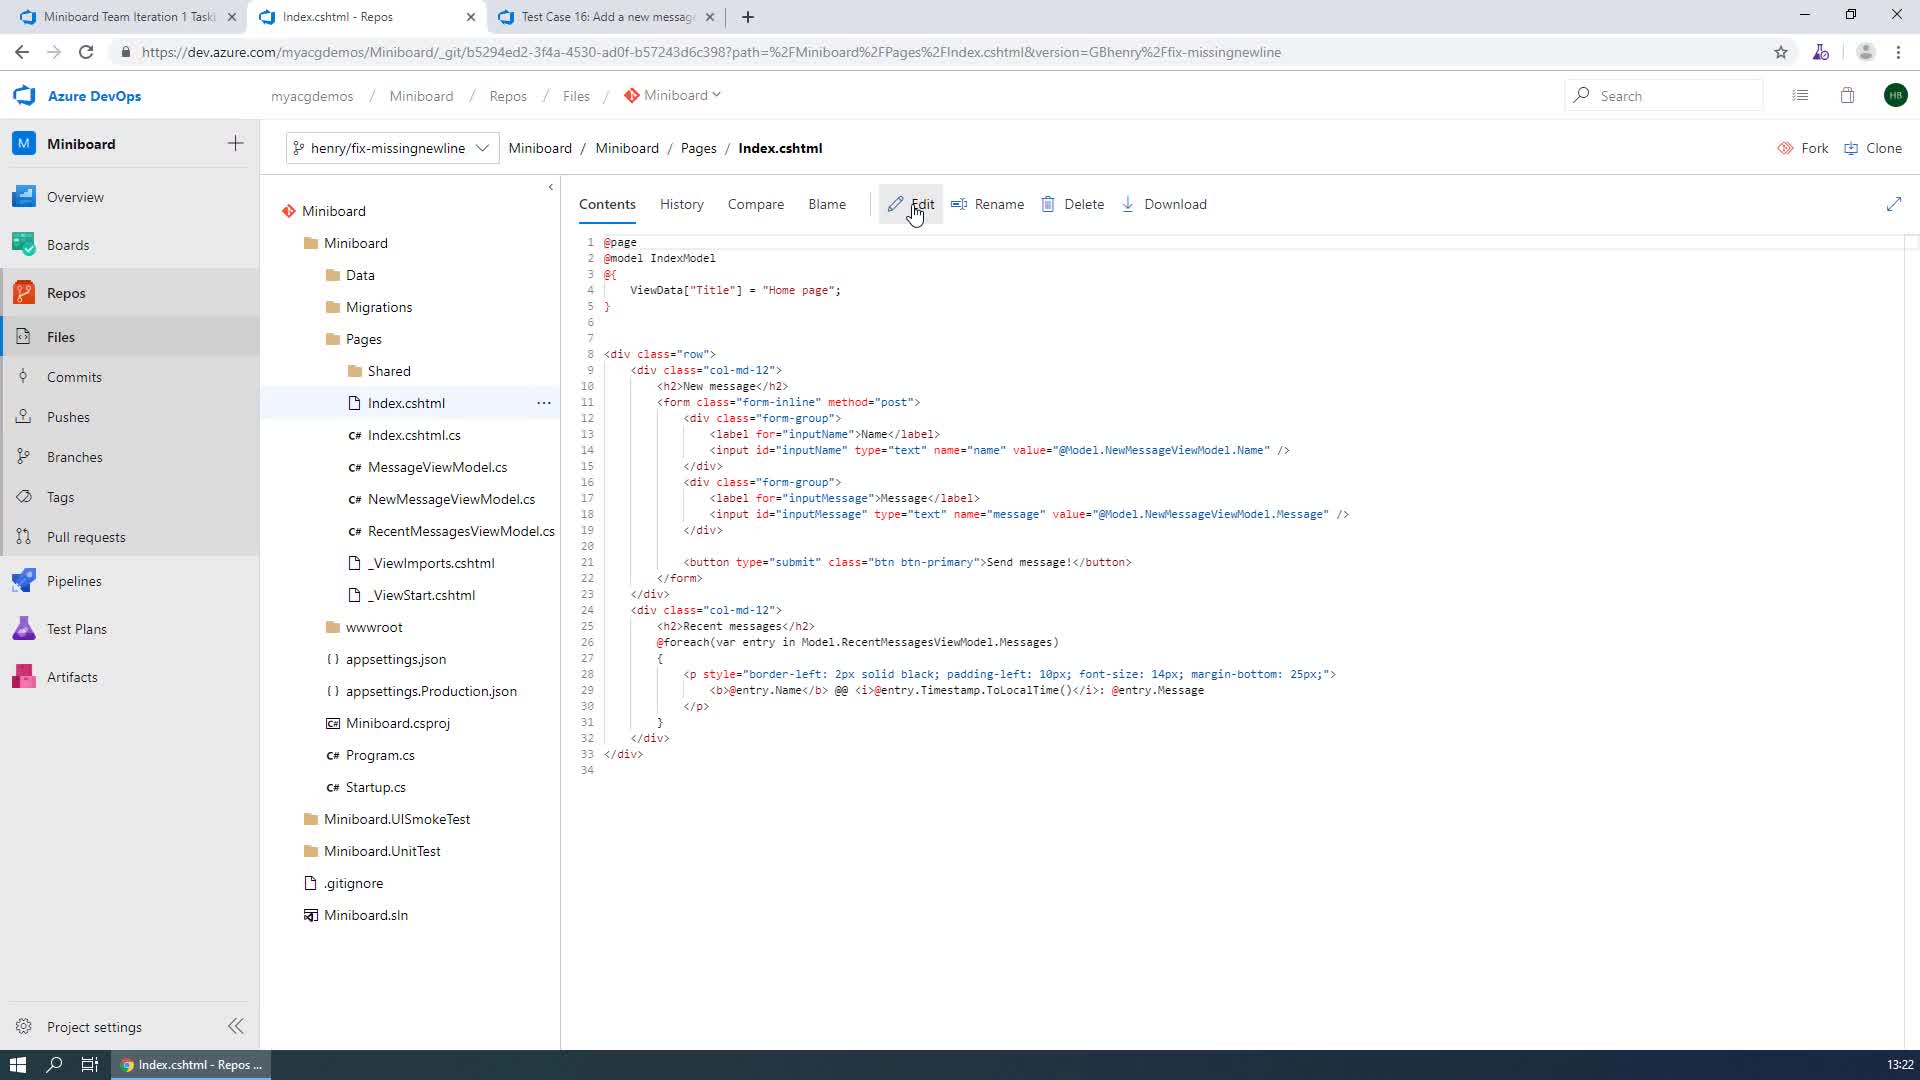 Miniboard Team Iteration 1 Task
Index.cshtml - Repos
Test Case 16: Add a new message
https://dev.azure.com/myacgdemos/Miniboard/_git/b5294ed2-3f4a-4530-ad0f-b57243d6c398?path=%2FMiniboard%2FPages%2FIndex.cshtml&version=GBhenry%2Ffix-missingnewline
Azure DevOps
myacgdemos / Miniboard / Repos / Files / Miniboard
Search
HB
M Miniboard
henry/fix-missingnewline
Miniboard / Miniboard / Pages / Index.cshtml
Fork
Clone
Overview
Boards
Repos
Files
Commits
Pushes
Branches
Tags
Pull requests
Pipelines
Test Plans
Artifacts
Project settings
Miniboard
Miniboard
Data
Migrations
Pages
Shared
Index.cshtml
C# Index.cshtml.cs
C# MessageViewModel.cs
C# NewMessageViewModel.cs
C# RecentMessagesViewModel.cs
_ViewImports.cshtml
_ViewStart.cshtml
wwwroot
{ } appsettings.json
{ } appsettings.Production.json
Miniboard.csproj
C# Program.cs
C# Startup.cs
Miniboard.UISmokeTest
Miniboard.UnitTest
.gitignore
Miniboard.sln
Contents
History
Compare
Blame
Edit
Rename
Delete
Download
1 @page
2 @model IndexModel
3 @{
4 ViewData["Title"] = "Home page";
5 }
6
7
8 <div class="row">
9 <div class="col-md-12">
10 <h2>New message</h2>
11 <form class="form-inline" method="post">
12 <div class="form-group">
13 <label for="inputName">Name</label>
14 <input id="inputName" type="text" name="name" value="@Model.NewMessageViewModel.Name" />
15 </div>
16 <div class="form-group">
17 <label for="inputMessage">Message</label>
18 <input id="inputMessage" type="text" name="message" value="@Model.NewMessageViewModel.Message" />
19 </div>
20
21 <button type="submit" class="btn btn-primary">Send message!</button>
22 </form>
23 </div>
24 <div class="col-md-12">
25 <h2>Recent messages</h2>
26 @foreach(var entry in Model.RecentMessagesViewModel.Messages)
27 {
28 <p style="border-left: 2px solid black; padding-left: 10px; font-size: 14px; margin-bottom: 25px;">
29 <b>@entry.Name</b> @@ <i>@entry.Timestamp.ToLocalTime()</i>: @entry.Message
30 </p>
31 }
32 </div>
33 </div>
34
Index.cshtml - Repos ...
13:22